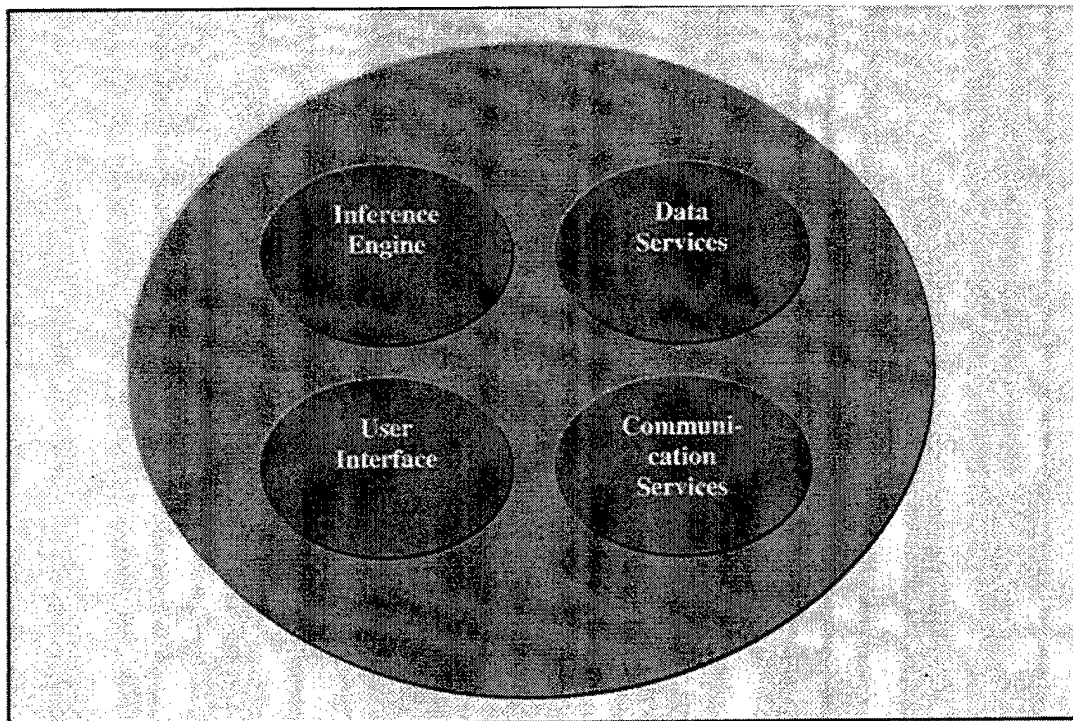 Inference
Engine
Data
Services
User
Interface
Communi-
cation
Services